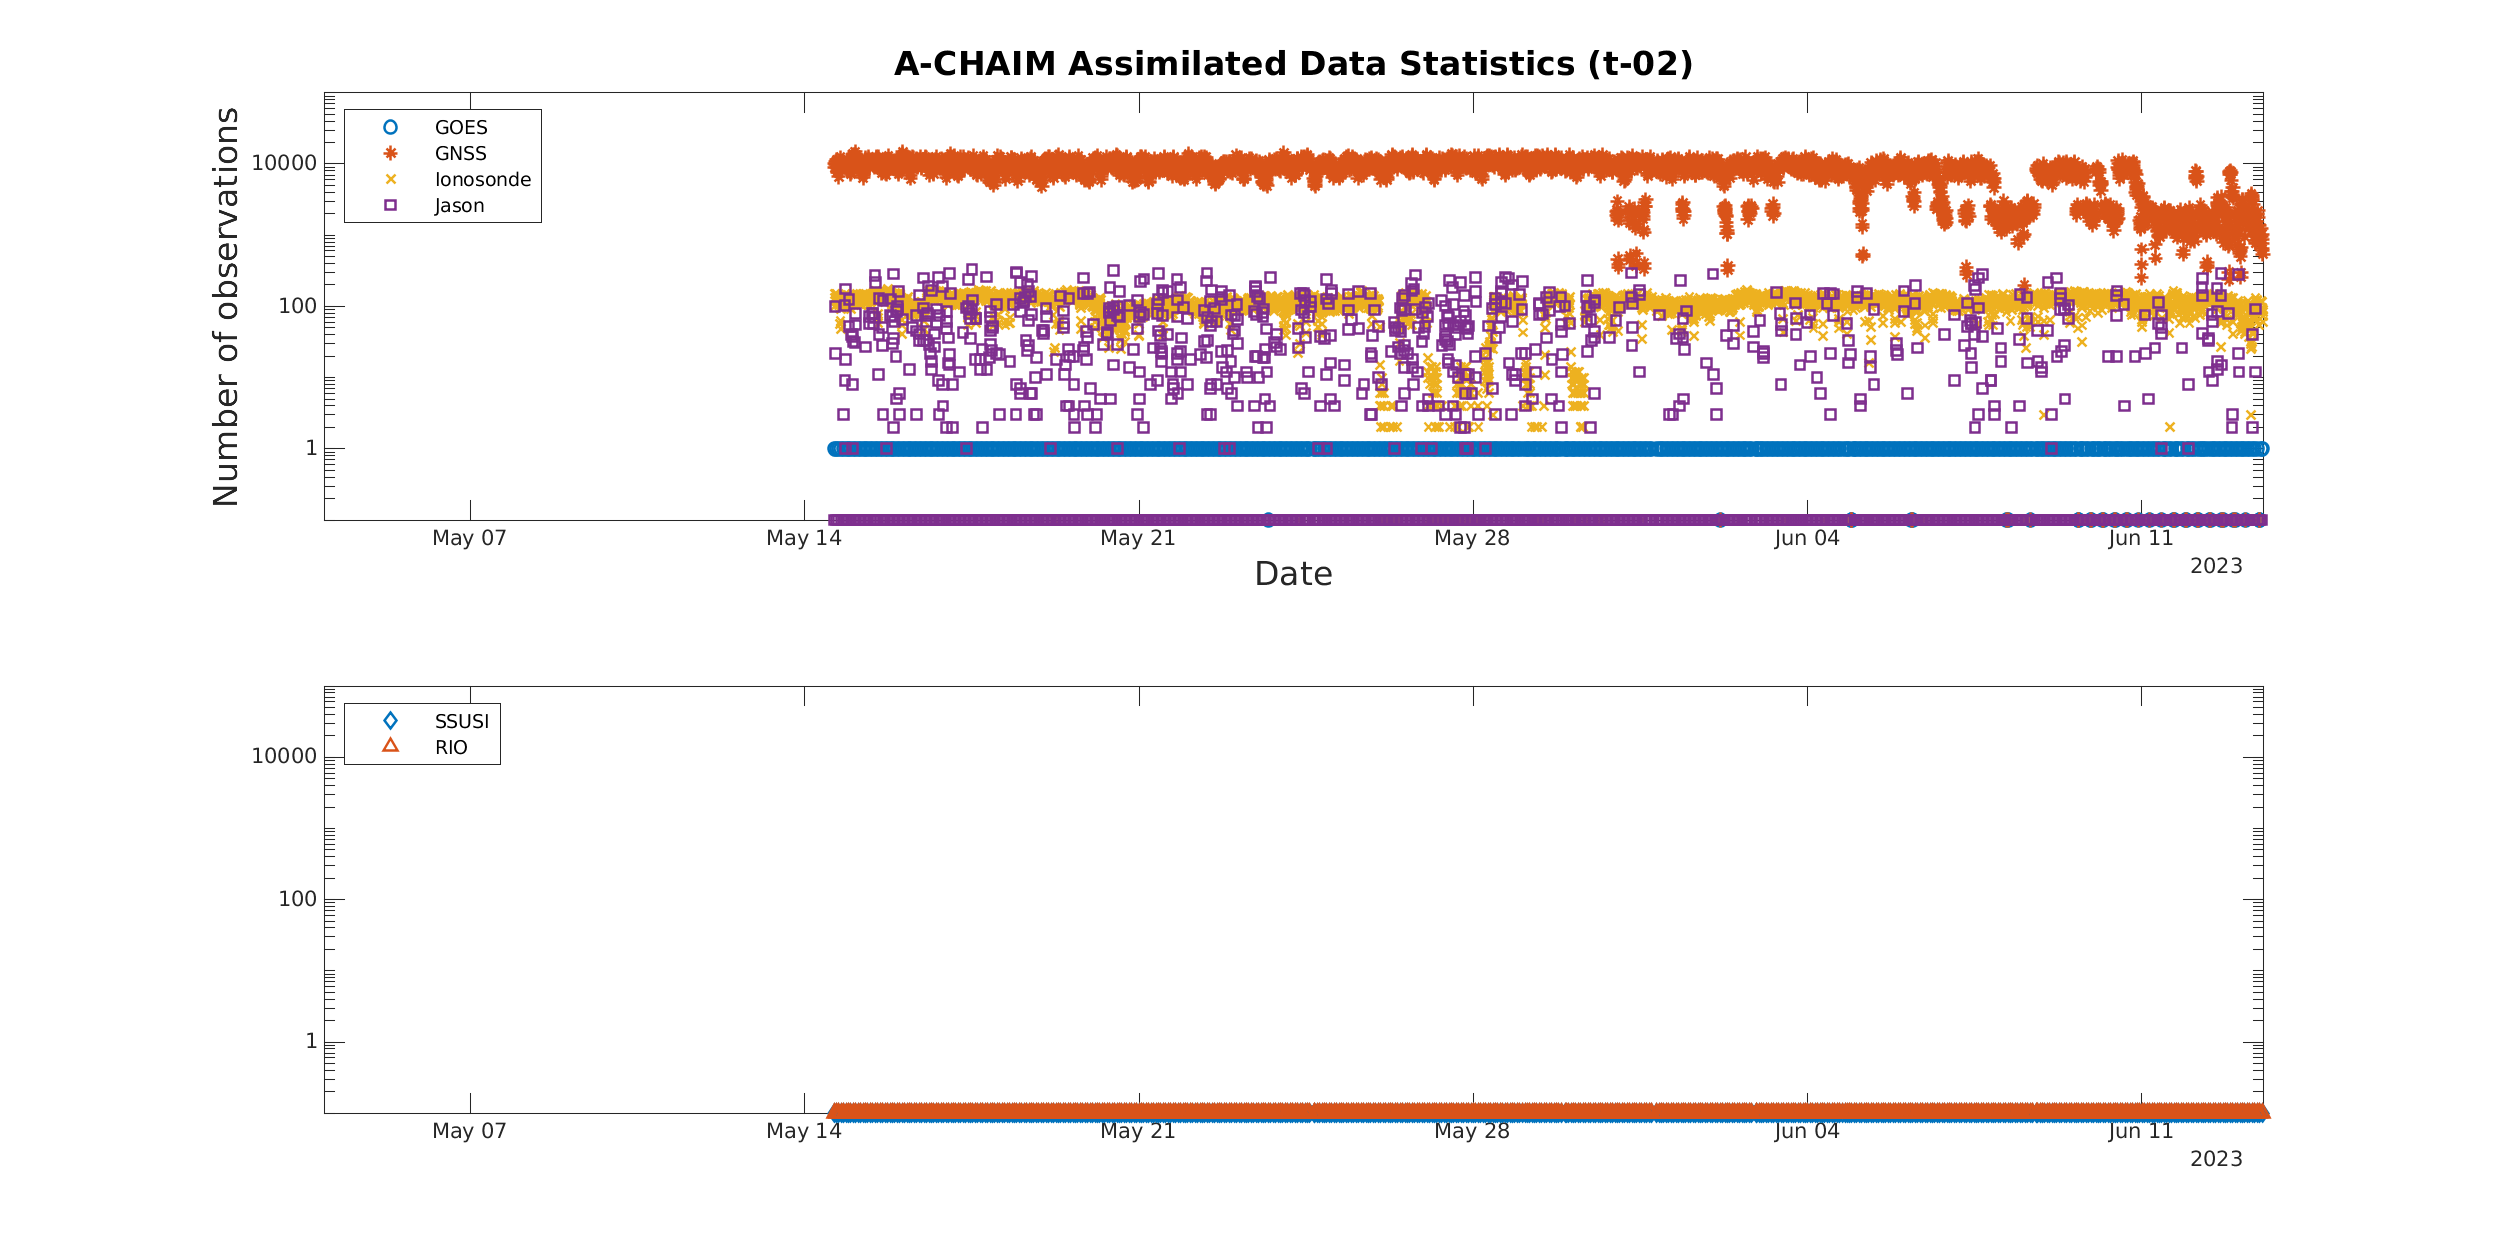 A-CHAIM Assimilated Data Statistics (t-02)
Number of observations
GOES
GNSS
Ionosonde
Jason
10000
100
1
May 07 May 14 May 21 May 28 Jun 04 Jun 11
2023
Date
SSUSI
RIO
10000
100
1
May 07 May 14 May 21 May 28 Jun 04 Jun 11
2023